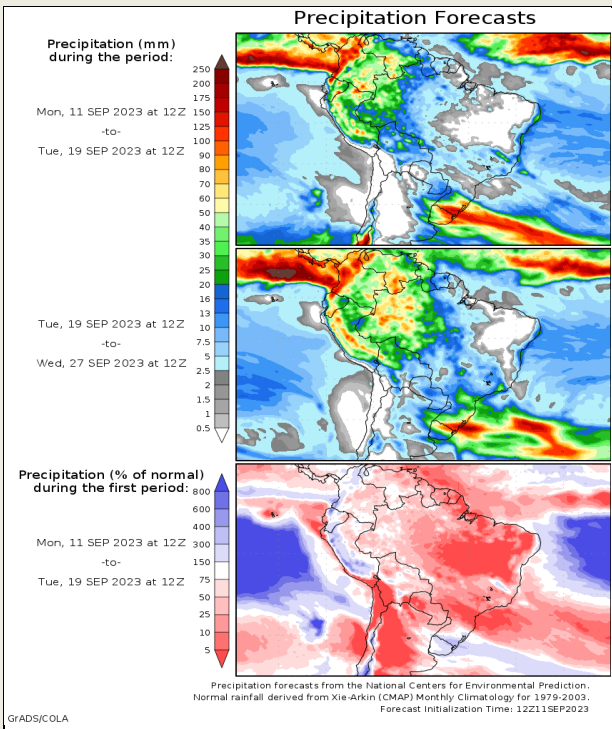 Precipitation Forecasts
Precipitation (mm)
during the period:
Mon, 11 SEP 2023 at 12Z
-to-
Tue, 19 SEP 2023 at 12Z
250
200
175
150
125
100
90
80
70
60
50
40
35
30
25
20
16
13
10
7.5
5
2.5
2
1.5
1
0.5
Tue, 19 SEP 2023 at 12Z
-to-
Wed, 27 SEP 2023 at 12Z
Precipitation (% of normal)
during the first period:
Mon, 11 SEP 2023 at 12Z
-to-
Tue, 19 SEP 2023 at 12Z
800
600
400
300
150
75
50
25
10
5
Precipitation forecasts from the National Centers for Environmental Prediction.
Normal rainfall derived from Xie-Arkin (CMAP) Monthly Climatology for 1979-2003.
Forecast Initialization Time: 12Z11SEP2023
GrADS/COLA